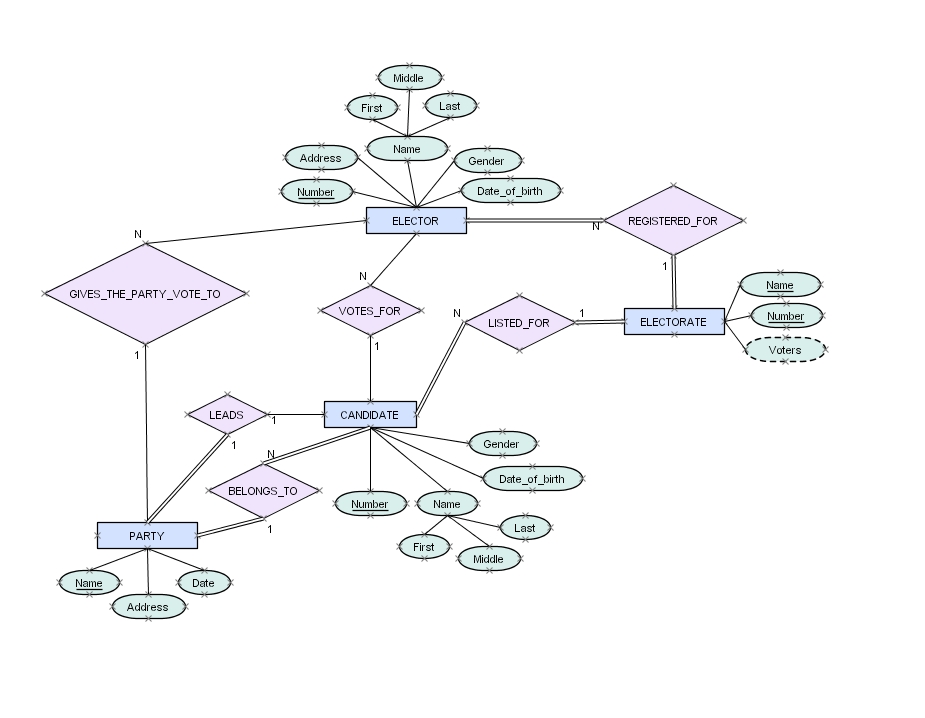 Middle
First
Last
Name
Address
Gender
Number
Date_of_birth
ELECTOR
REGISTERED_FOR
N
N
1
GIVES_THE_PARTY_VOTE_TO
N
VOTES_FOR
N
LISTED_FOR
1
ELECTORATE
Name
Number
Voters
1
1
LEADS
1
CANDIDATE
1
N
Gender
BELONGS_TO
Date_of_birth
Number
Name
1
PARTY
First
Last
Middle
Name
Date
Address